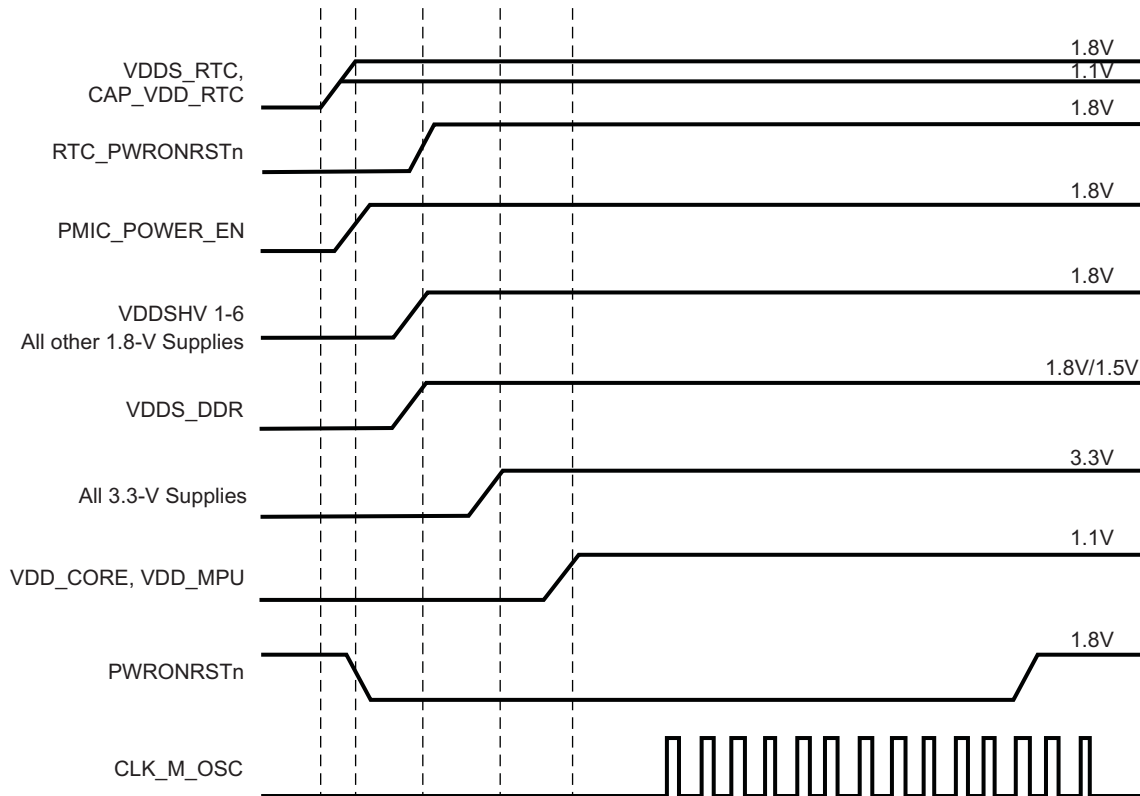 1.8V
VDDS_RTC,
1.1V
CAP_VDD_RTC
1.8V
RTC_PWRONRSTn
1.8V
PMIC_POWER_EN
1.8V
VDDSHV 1-6
All other 1.8-V Supplies
1.8V/1.5V
VDDS_DDR
3.3V
All 3.3-V Supplies
1.1V
VDD_CORE, VDD_MPU
1.8V
PWRONRSTn
CLK_M_OSC